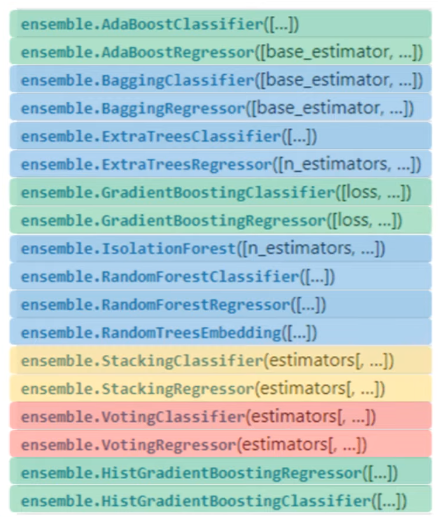 ensemble.AdaBoostClassifier([...])
ensemble.AdaBoostRegressor([base_estimator, ...])
ensemble.BaggingClassifier([base_estimator, ...])
ensemble.BaggingRegressor([base_estimator, ...])
ensemble.ExtraTreesClassifier([...])
ensemble.ExtraTreesRegressor([n_estimators, ...])
ensemble.GradientBoostingClassifier([loss, ...])
ensemble.GradientBoostingRegressor([loss, ...])
ensemble.IsolationForest([n_estimators, ...])
ensemble.RandomForestClassifier([...])
ensemble.RandomForestRegressor([...])
ensemble.RandomTreesEmbedding([...])
ensemble.StackingClassifier(estimators[, ...])
ensemble.StackingRegressor(estimators[, ...])
ensemble.VotingClassifier(estimators[, ...])
ensemble.VotingRegressor(estimators[, ...])
ensemble.HistGradientBoostingRegressor([...])
ensemble.HistGradientBoostingClassifier([...])